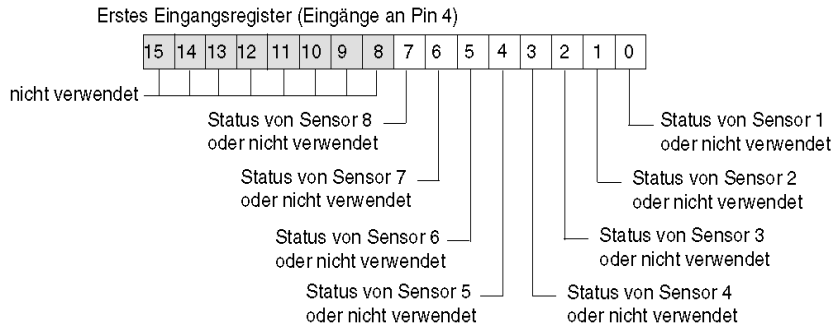 Erstes Eingangsregister (Eingänge an Pin 4)
15 14 13 12 11 10 9 8 7 6 5 4 3 2 1 0
nicht verwendet
Status von Sensor 8
oder nicht verwendet
Status von Sensor 1
oder nicht verwendet
Status von Sensor 7
oder nicht verwendet
Status von Sensor 2
oder nicht verwendet
Status von Sensor 6
oder nicht verwendet
Status von Sensor 3
oder nicht verwendet
Status von Sensor 5
oder nicht verwendet
Status von Sensor 4
oder nicht verwendet